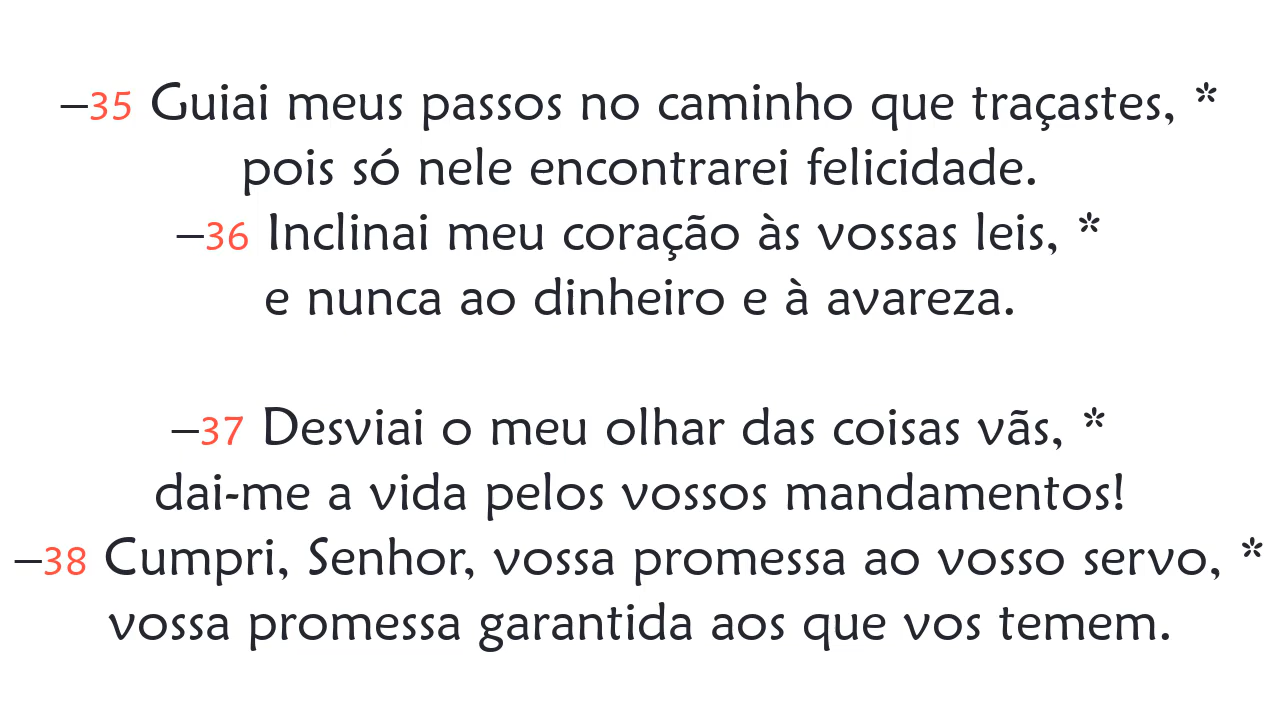 –35 Guiai meus passos no caminho que traçastes, *
pois só nele encontrarei felicidade.
–36 Inclinai meu coração às vossas leis, *
e nunca ao dinheiro e à avareza.
–37 Desviai o meu olhar das coisas vãs, *
dai-me a vida pelos vossos mandamentos!
–38 Cumpri, Senhor, vossa promessa ao vosso servo, *
vossa promessa garantida aos que vos temem.